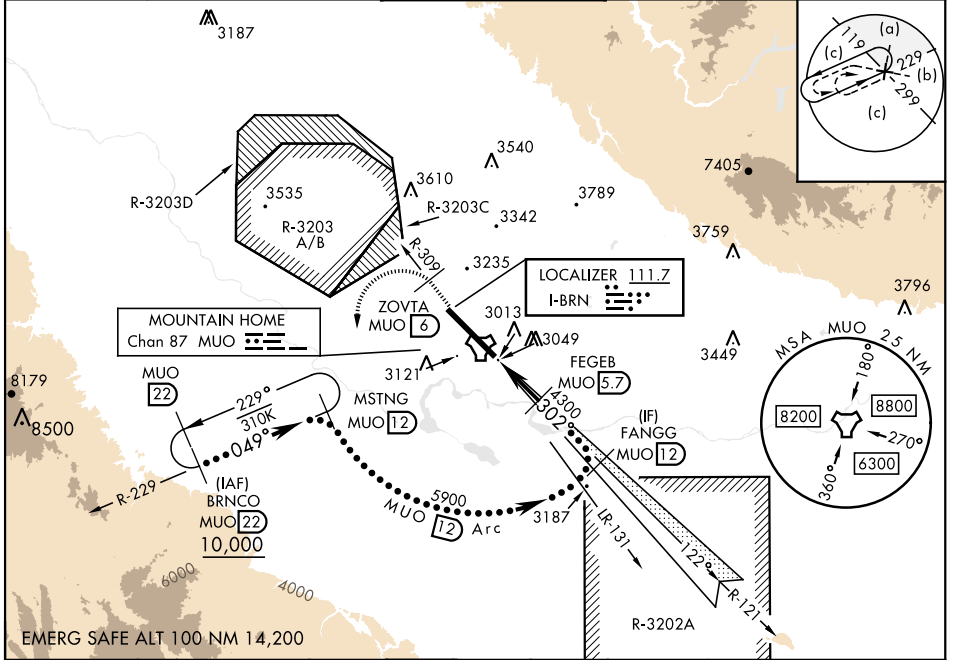 3187
(a)
(c)
119
229
(b)
299
(c)
3540
7405
3610
3535
3789
R-3203D
R-3203C
R-3203
A/B
3342
3759
R-309
3235
LOCALIZER 111.7
I-BRN
3796
ZOVTA
MUO 6
MOUNTAIN HOME
Chan 87 MUO
3013
3049
3449
MSA MUO 25 NM
3121
FEGEB
MUO 5.7
180°
8179
MUO
22
229°
310K
MSTNG
MUO 12
4300
302°
(IF)
FANGG
MUO 12
8200
8800
8500
049°
270°
6300
360°
R-229
(IAF)
BRNCO
MUO 22
10,000
5900
MUO 12 Arc
3187
LR-131
122°
R-121
6000
4000
R-3202A
EMERG SAFE ALT 100 NM 14,200